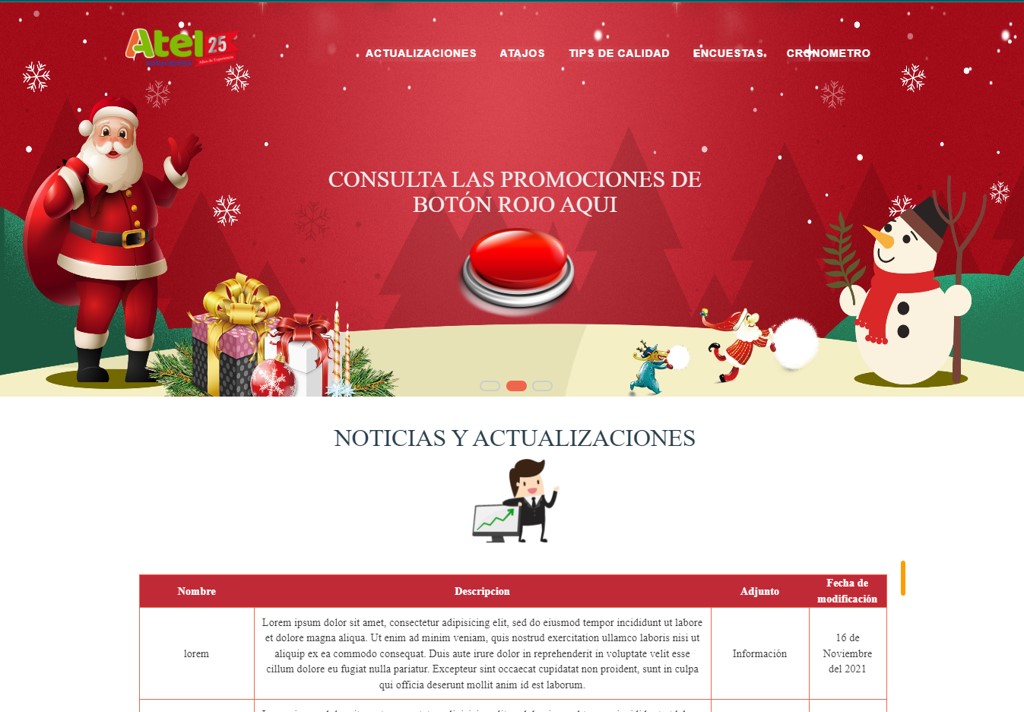 Atel 25
ACTUALIZACIONES ATAJOS TIPS DE CALIDAD ENCUESTAS CRONOMETRO
CONSULTA LAS PROMOCIONES DE
BOTÓN ROJO AQUI
NOTICIAS Y ACTUALIZACIONES
Nombre Descripcion Adjunto Fecha de
modificación
lorem
Lorem ipsum dolor sit amet, consectetur adipisicing elit, sed do eiusmod tempor incididunt ut labore
et dolore magna aliqua. Ut enim ad minim veniam, quis nostrud exercitation ullamco laboris nisi ut
aliquip ex ea commodo consequat. Duis aute irure dolor in reprehenderit in voluptate velit esse
cillum dolore eu fugiat nulla pariatur. Excepteur sint occaecat cupidatat non proident, sunt in culpa
qui officia deserunt mollit anim id est laborum.
Información
16 de
Noviembre
del 2021